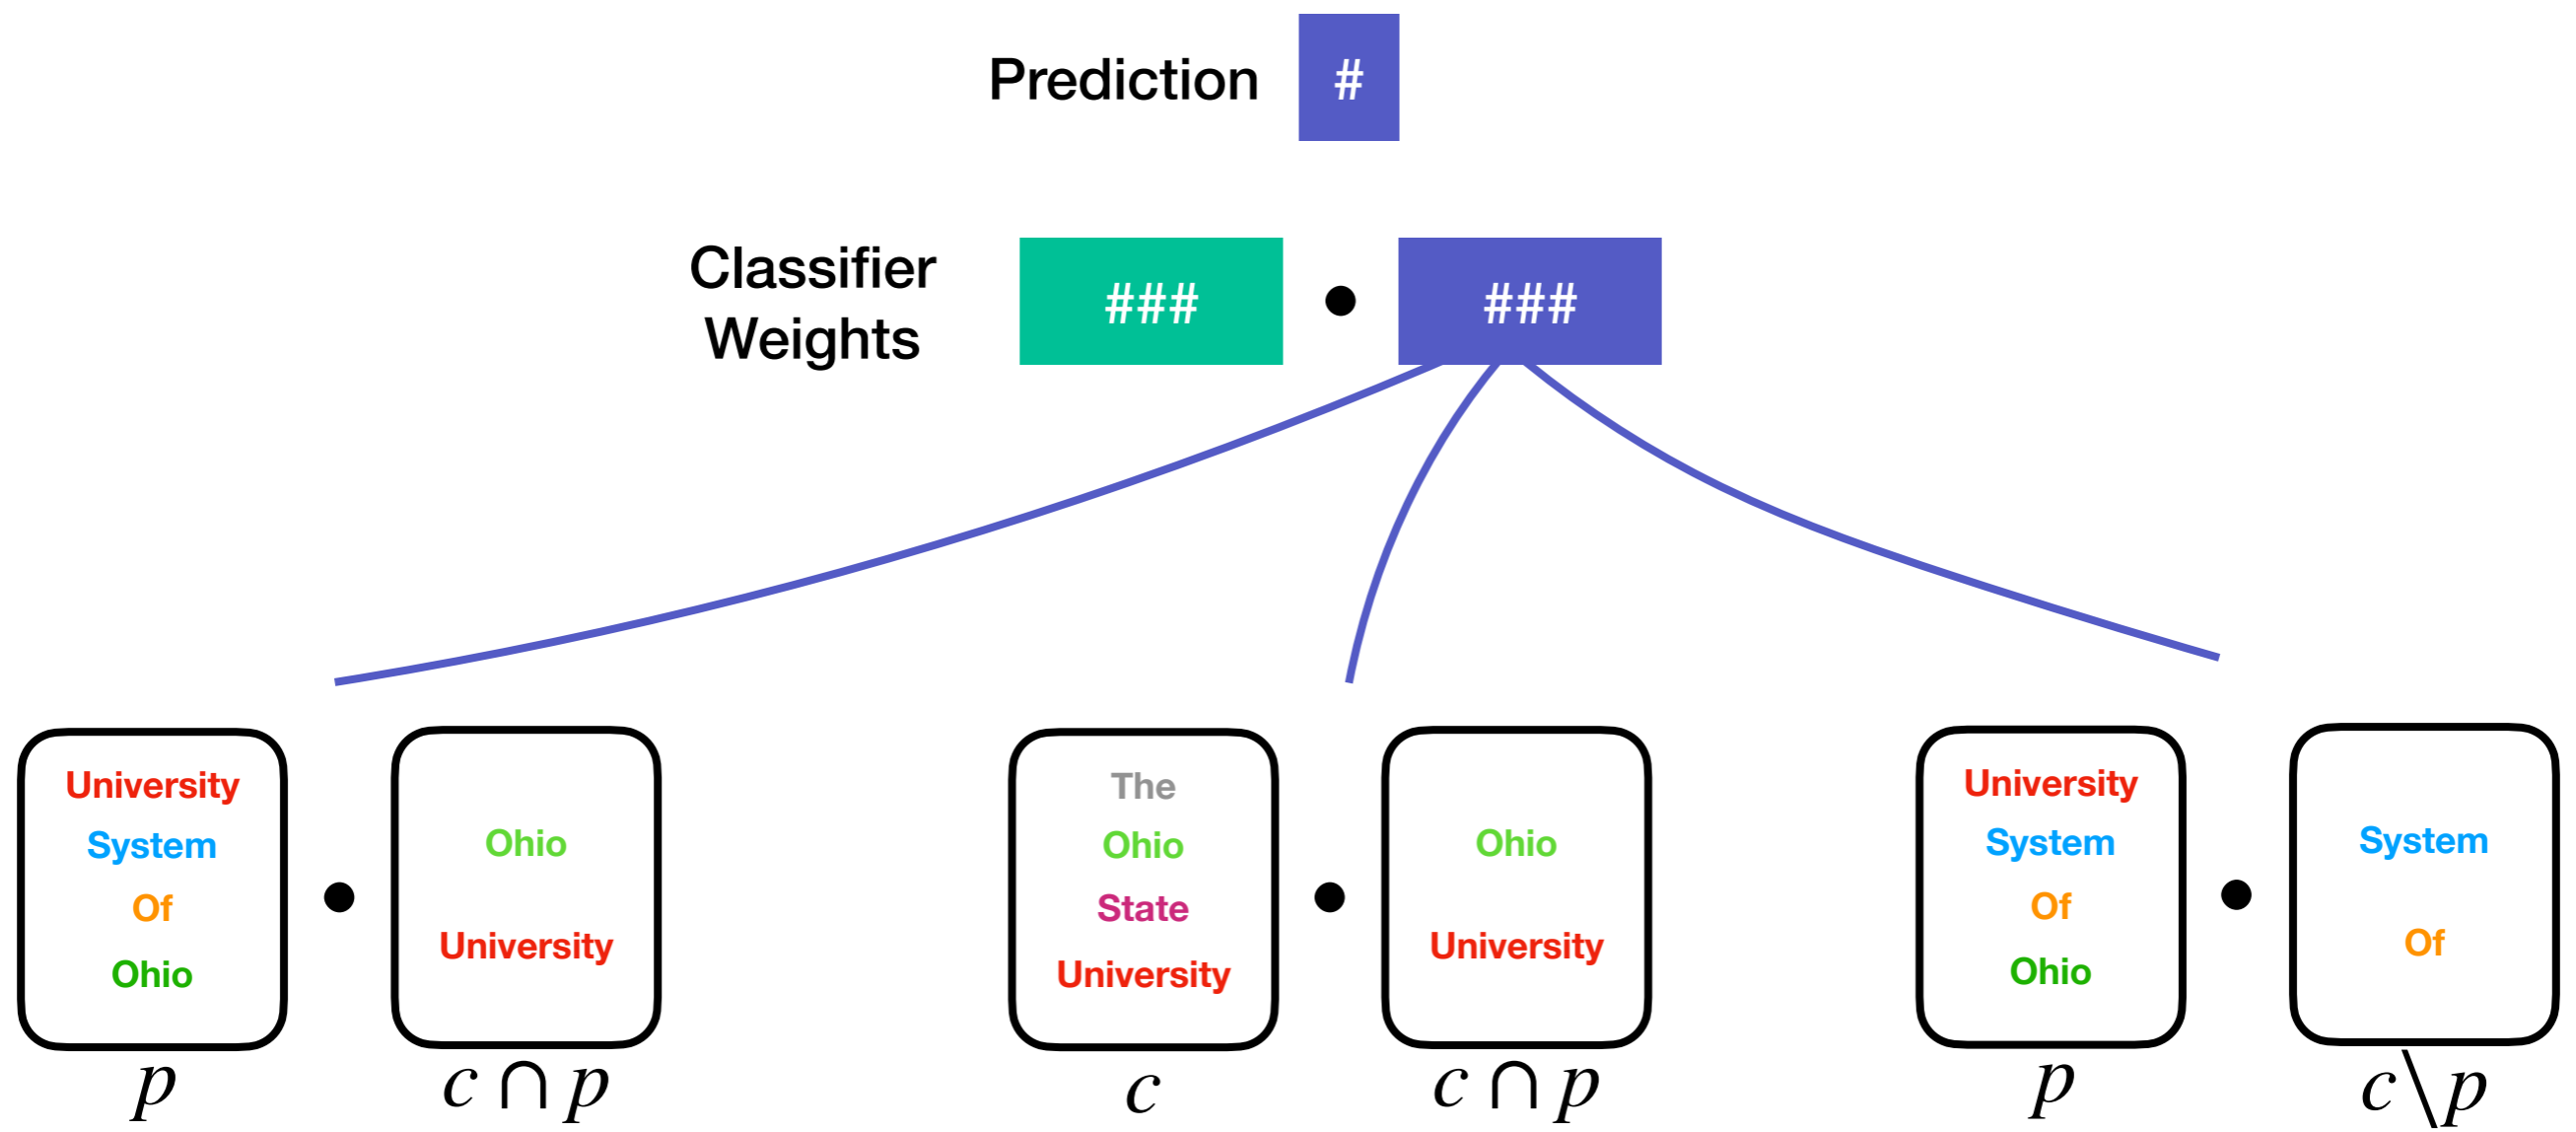 Prediction #
Classifier
Weights
### • ###
University
System
Of
Ohio
•
Ohio
University
p
c ∩ p
The
Ohio
State
University
•
Ohio
University
c
c ∩ p
University
System
Of
Ohio
•
System
Of
p
c\p